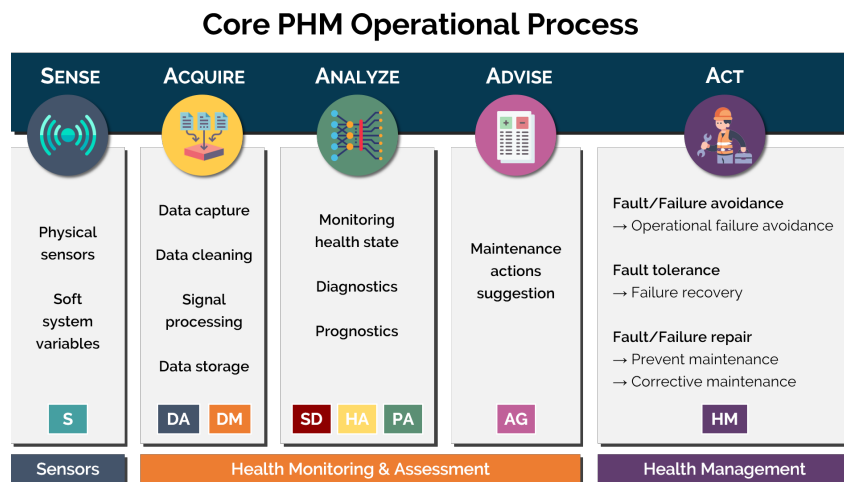 Core PHM Operational Process
SENSE
ACQUIRE
ANALYZE
ADVISE
ACT
Physical
sensors
Soft
system
variables
S
Data capture
Data cleaning
Signal
processing
Data storage
DA
DM
Monitoring
health state
Diagnostics
Prognostics
SD
HA
PA
Maintenance
actions
suggestion
AG
Fault/Failure avoidance
→ Operational failure avoidance
Fault tolerance
→ Failure recovery
Fault/Failure repair
→ Prevent maintenance
→ Corrective maintenance
HM
Sensors
Health Monitoring & Assessment
Health Management